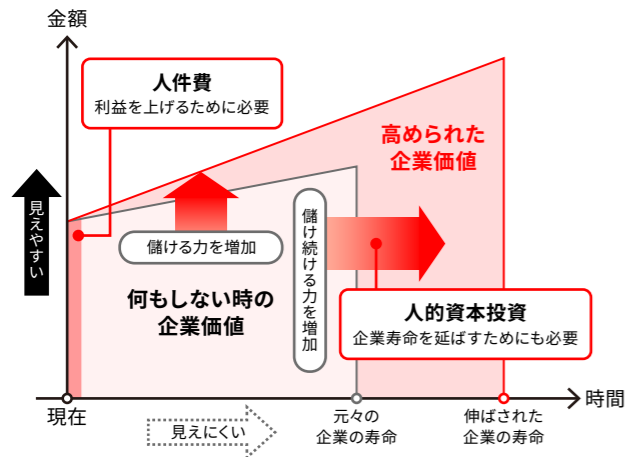 金額
人件費
利益を上げるために必要
高められた
企業価値
見えやすい
儲ける力を増加
儲け続ける力を増加
何もしない時の
企業価値
人的資本投資
企業寿命を延ばすためにも必要
時間
現在
見えにくい
元々の
企業の寿命
伸ばされた
企業の寿命